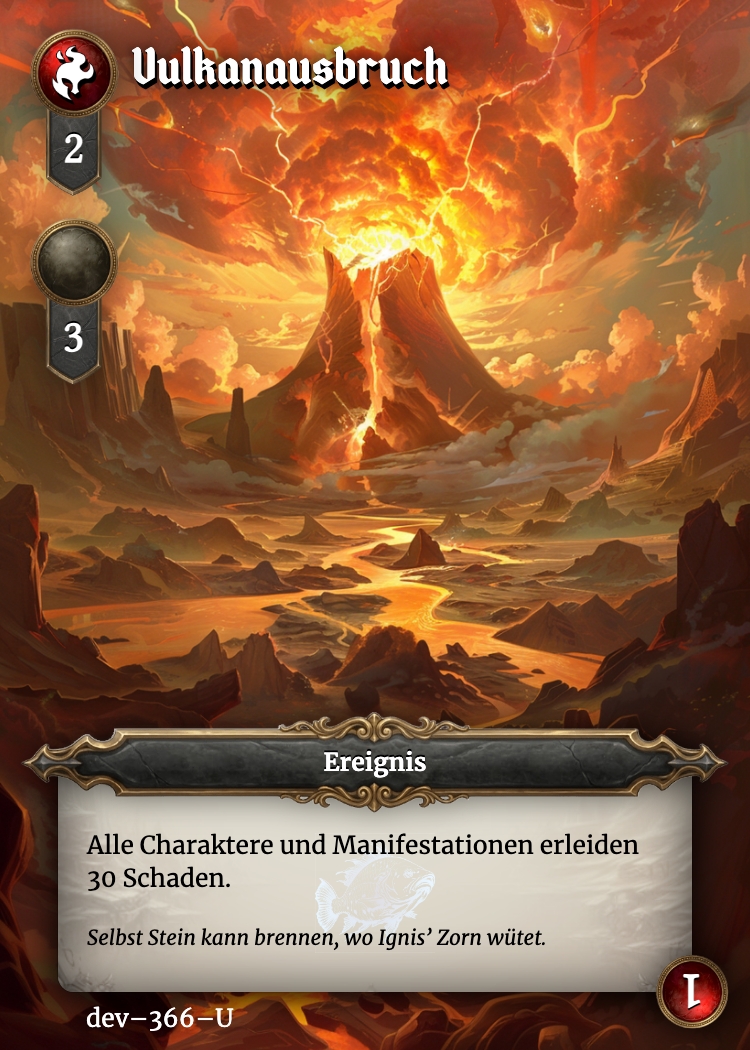 Vulkanausbruch
2
3
Ereignis
Alle Charaktere und Manifestationen erleiden
30 Schaden.
Selbst Stein kann brennen, wo Ignis’ Zorn wütet.
1
dev–366–U